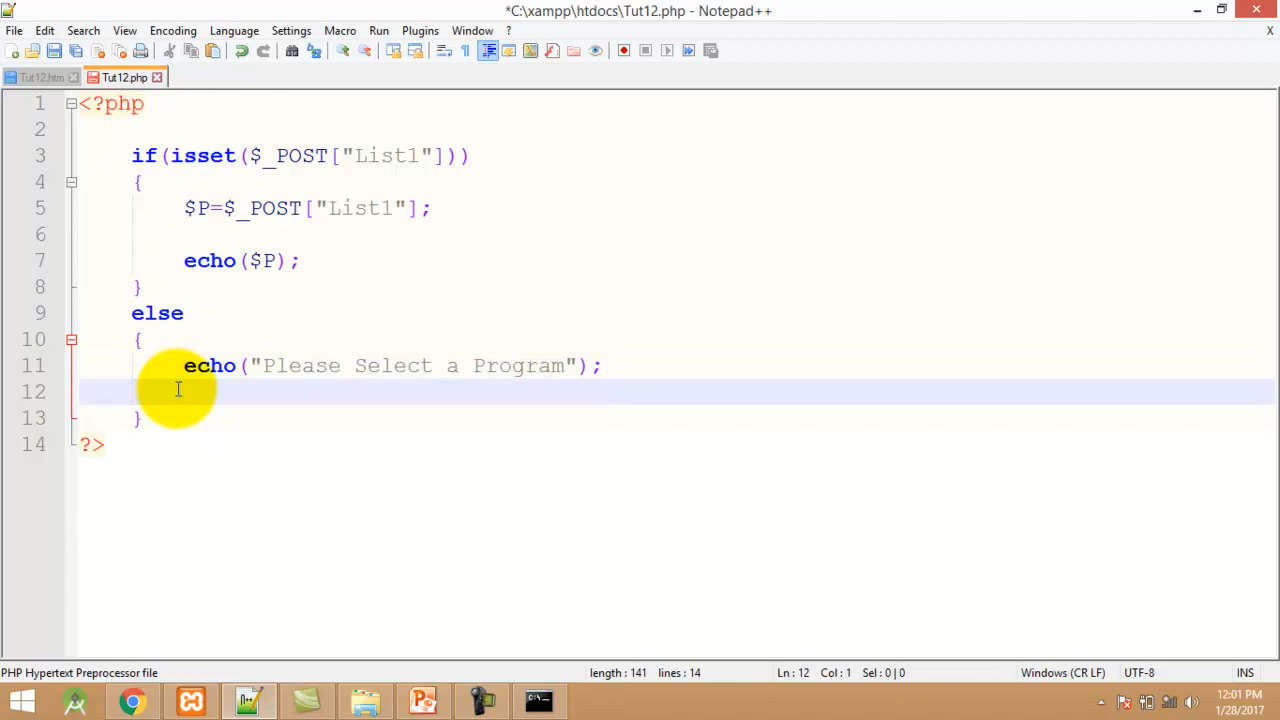 *C:\xampp\htdocs\Tut12.php - Notepad++
File Edit Search View Encoding Language Settings Macro Run Plugins Window ? X
Tut12.htm Tut12.php
1 <?php
2
3 if(isset($_POST["List1"]))
4 {
5 $P=$_POST["List1"];
6
7 echo($P);
8 }
9 else
10 {
11 echo("Please Select a Program");
12
13 }
14 ?>
PHP Hypertext Preprocessor file length : 141 lines : 14 Ln : 12 Col : 1 Sel : 0 | 0 Windows (CR LF) UTF-8 INS
12:01 PM
1/28/2017